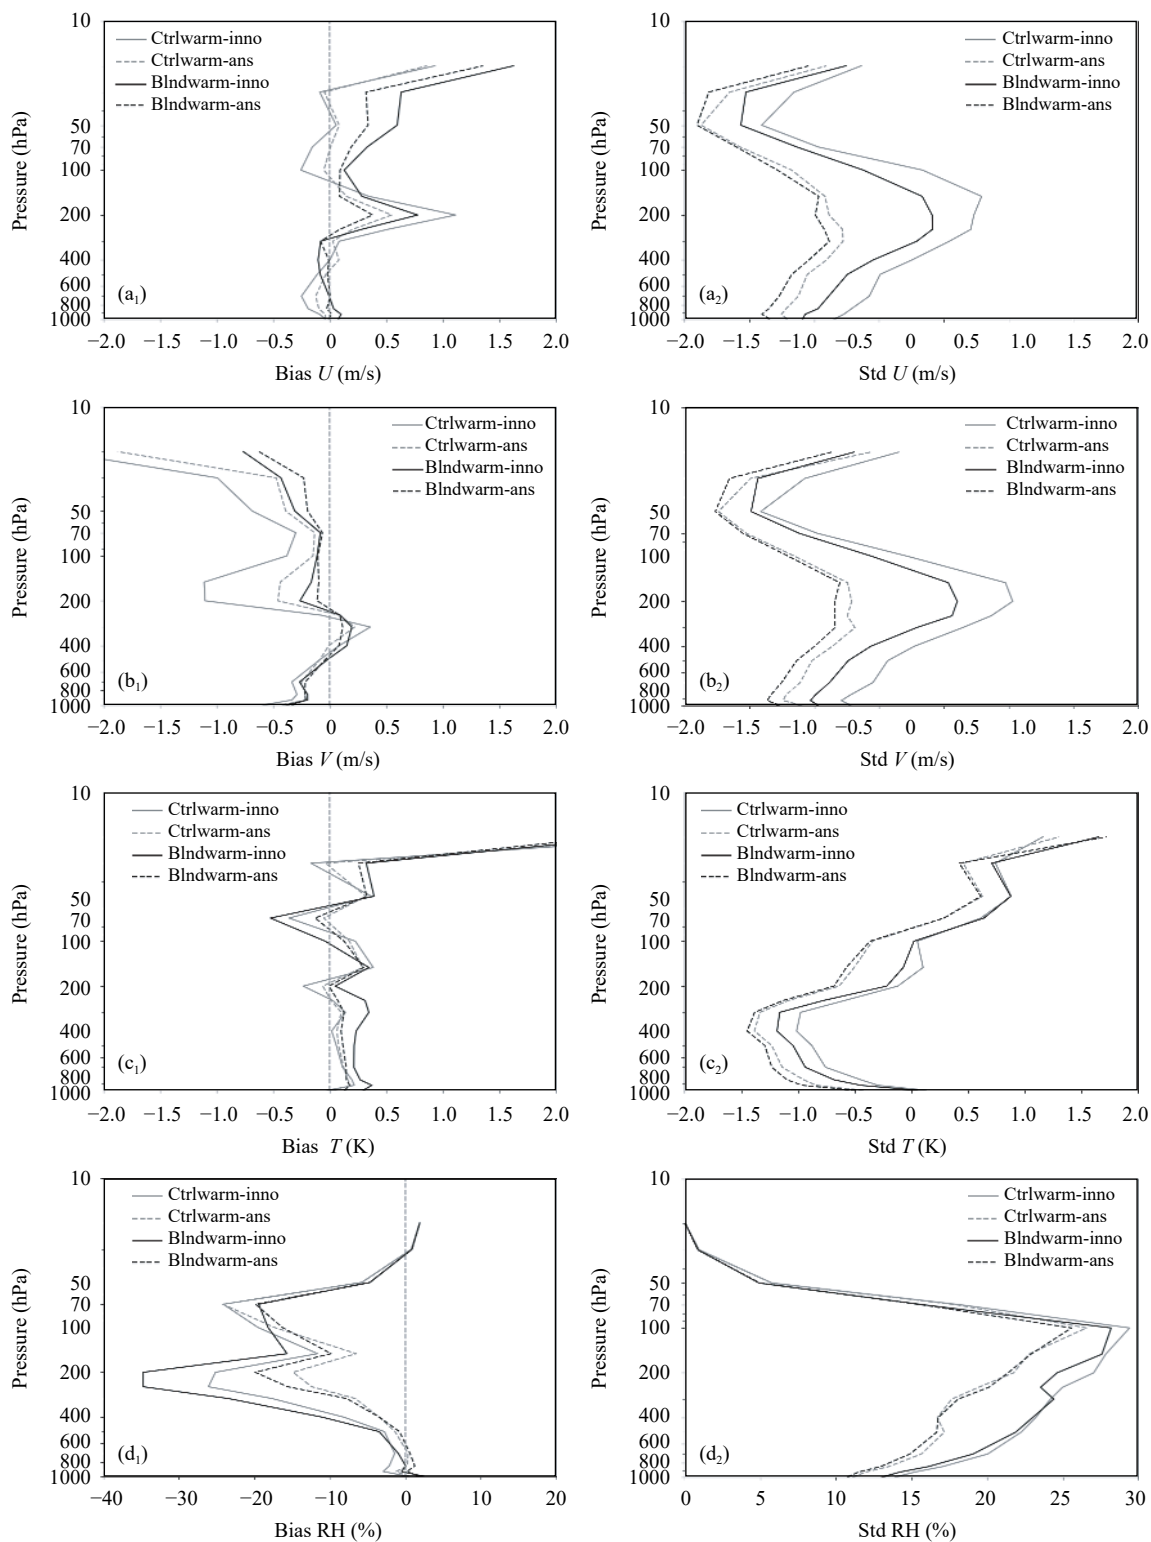 10
50
70
100
200
400
600
800
1000
Pressure (hPa)
Ctrlwarm-inno
Ctrlwarm-ans
Blndwarm-inno
Blndwarm-ans
(a1)
−2.0 −1.5 −1.0 −0.5 0 0.5 1.0 1.5 2.0
Bias U (m/s)
10
50
70
100
200
400
600
800
1000
Pressure (hPa)
Ctrlwarm-inno
Ctrlwarm-ans
Blndwarm-inno
Blndwarm-ans
(a2)
−2.0 −1.5 −1.0 −0.5 0 0.5 1.0 1.5 2.0
Std U (m/s)
10
50
70
100
200
400
600
800
1000
Pressure (hPa)
Ctrlwarm-inno
Ctrlwarm-ans
Blndwarm-inno
Blndwarm-ans
(b1)
−2.0 −1.5 −1.0 −0.5 0 0.5 1.0 1.5 2.0
Bias V (m/s)
10
50
70
100
200
400
600
800
1000
Pressure (hPa)
Ctrlwarm-inno
Ctrlwarm-ans
Blndwarm-inno
Blndwarm-ans
(b2)
−2.0 −1.5 −1.0 −0.5 0 0.5 1.0 1.5 2.0
Std V (m/s)
10
50
70
100
200
400
600
800
1000
Pressure (hPa)
Ctrlwarm-inno
Ctrlwarm-ans
Blndwarm-inno
Blndwarm-ans
(c1)
−2.0 −1.5 −1.0 −0.5 0 0.5 1.0 1.5 2.0
Bias T (K)
10
50
70
100
200
400
600
800
1000
Pressure (hPa)
Ctrlwarm-inno
Ctrlwarm-ans
Blndwarm-inno
Blndwarm-ans
(c2)
−2.0 −1.5 −1.0 −0.5 0 0.5 1.0 1.5 2.0
Std T (K)
10
50
70
100
200
400
600
800
1000
Pressure (hPa)
Ctrlwarm-inno
Ctrlwarm-ans
Blndwarm-inno
Blndwarm-ans
(d1)
−40 −30 −20 −10 0 10 20
Bias RH (%)
10
50
70
100
200
400
600
800
1000
Pressure (hPa)
Ctrlwarm-inno
Ctrlwarm-ans
Blndwarm-inno
Blndwarm-ans
(d2)
0 5 10 15 20 25 30
Std RH (%)